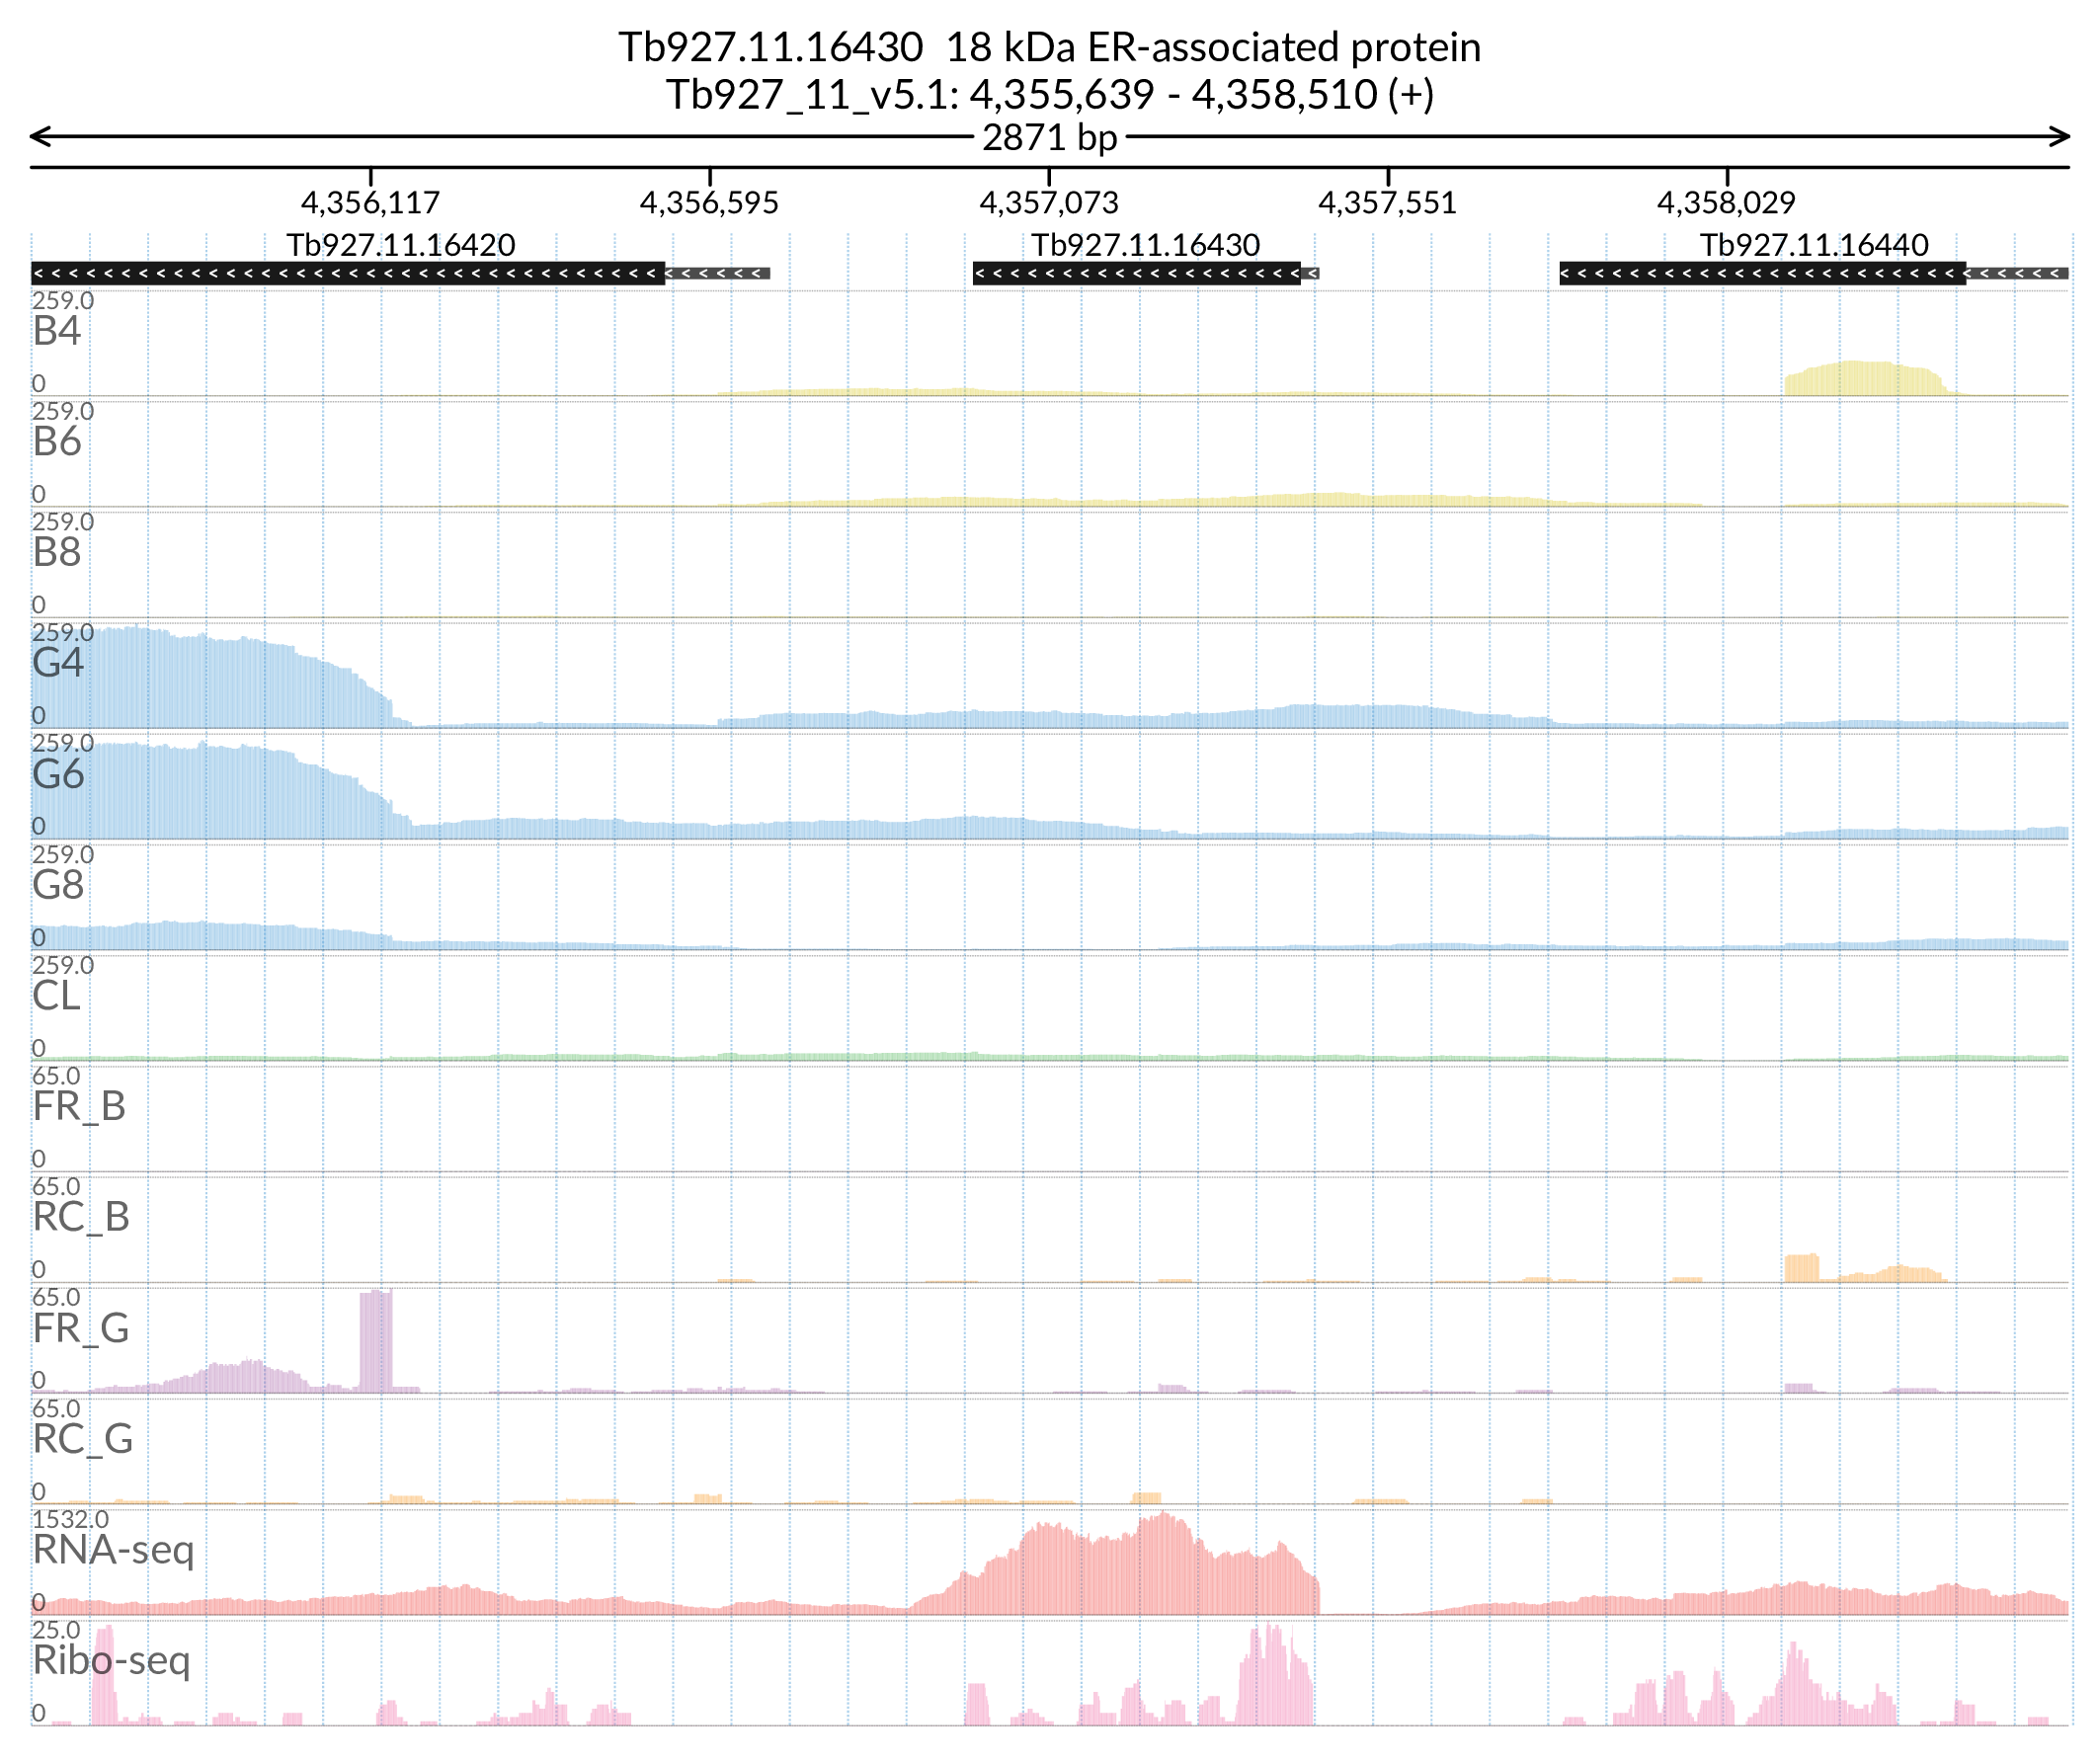 Tb927.11.16430  18 kDa ER-associated protein
Tb927_11_v5.1: 4,355,639 - 4,358,510 (+)
2871 bp
4,356,117 4,356,595 4,357,073 4,357,551 4,358,029
Tb927.11.16420 Tb927.11.16430 Tb927.11.16440
259.0
B4
0
259.0
B6
0
259.0
B8
0
259.0
G4
0
259.0
G6
0
259.0
G8
0
259.0
CL
0
65.0
FR_B
0
65.0
RC_B
0
65.0
FR_G
0
65.0
RC_G
0
1532.0
RNA-seq
0
25.0
Ribo-seq
0